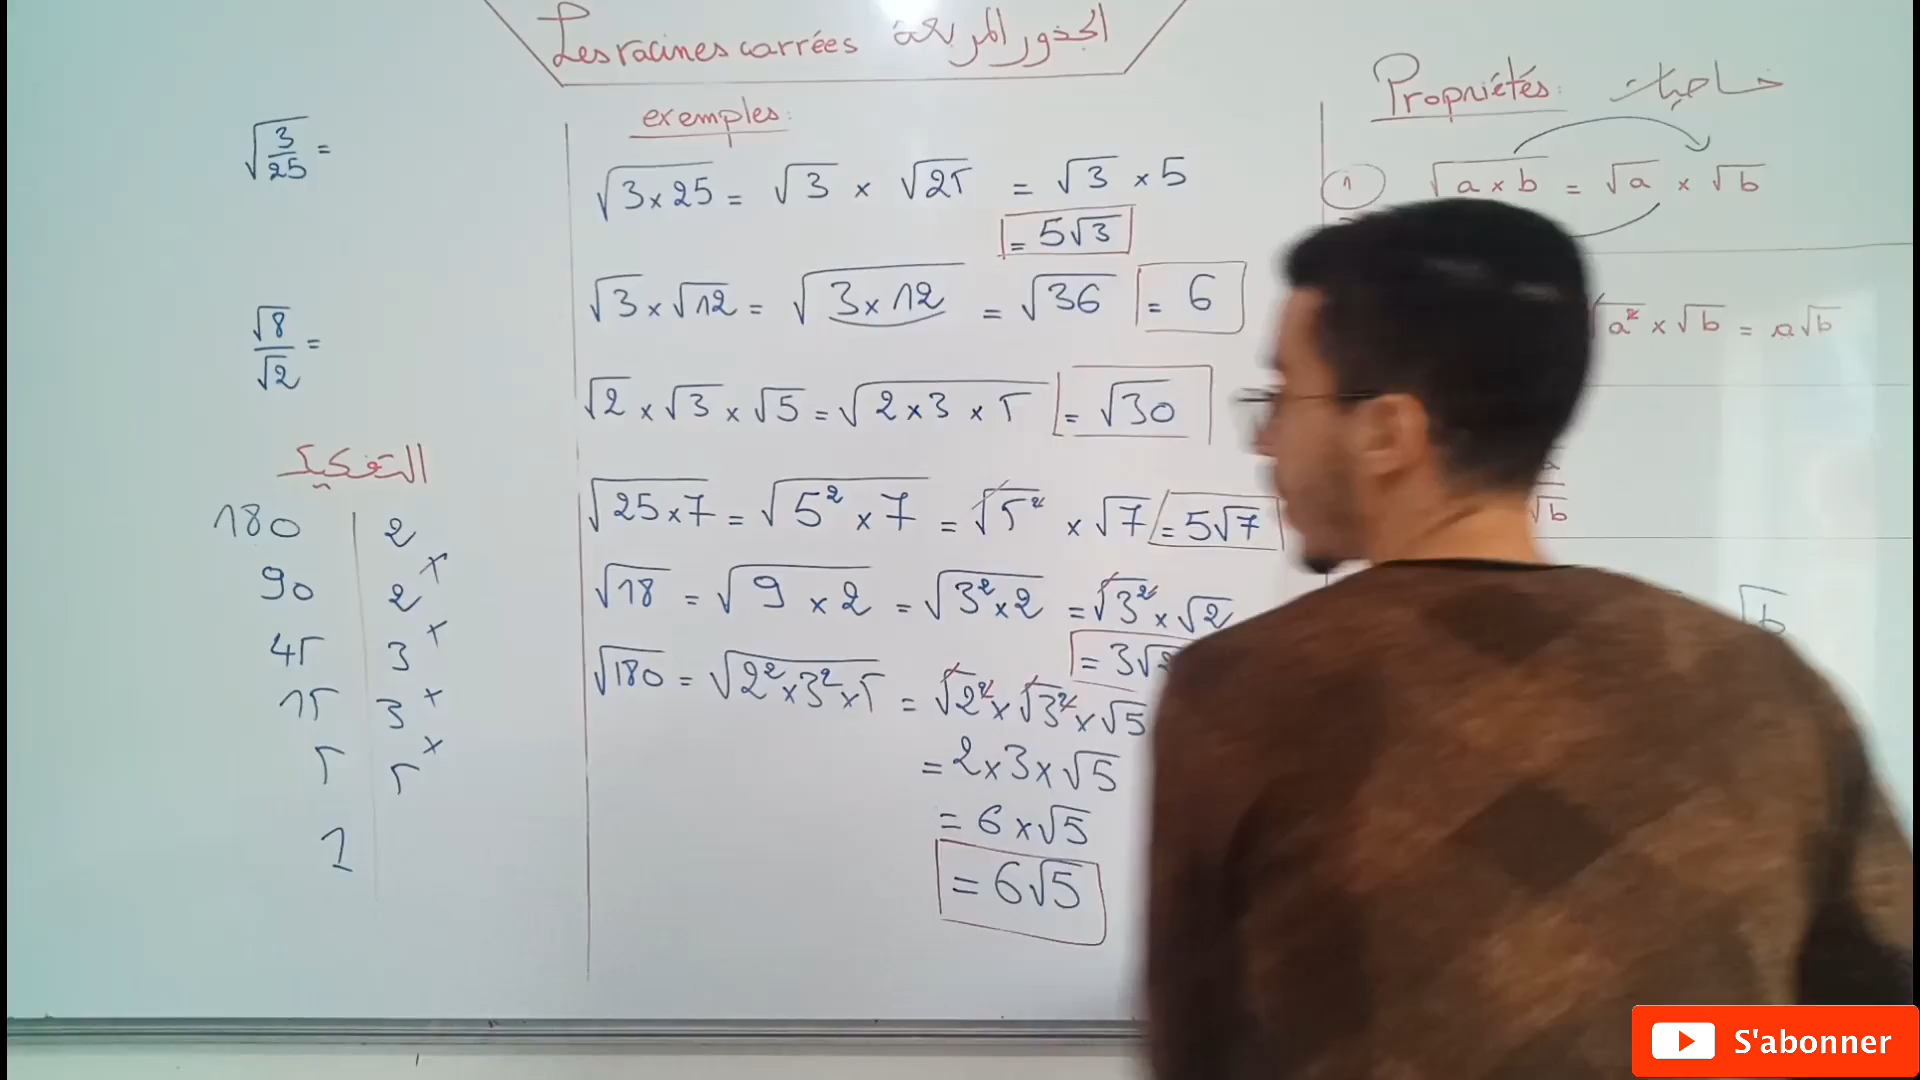 Les racines carrées الجذور المربعة
exemples:
√(3×25) = √3 × √25 = √3 × 5
= 5√3
√3 × √12 = √(3×12) = √36 = 6
√2 × √3 × √5 = √(2×3×5) = √30
√(25×7) = √(5² × 7) = √5² × √7 = 5√7
√18 = √(9 × 2) = √(3²×2) = √3² × √2
= 3√2
√180 = √(2²×3²×5) = √2² × √3² × √5
= 2×3×√5
= 6×√5
= 6√5
√(3/25) =
√8/√2 =
التفكيك
180 | 2
90 | 2 ×
45 | 3 ×
15 | 3 ×
5 | 5 ×
1
Propriétés: خاصيات
1 √(a × b) = √a × √b
√a² × √b = a√b
√b
√b
S'abonner